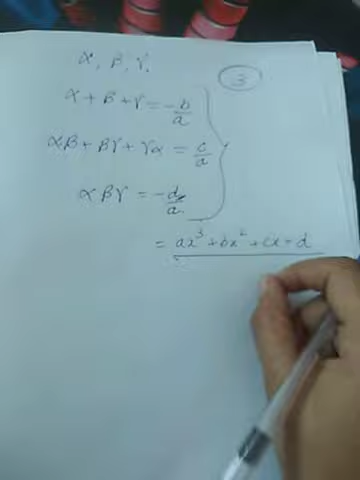 α, β, γ.
3
α + β + γ = -b/a
αβ + βγ + γα = c/a
αβγ = -d/a.
= ax³ + bx² + cx = d